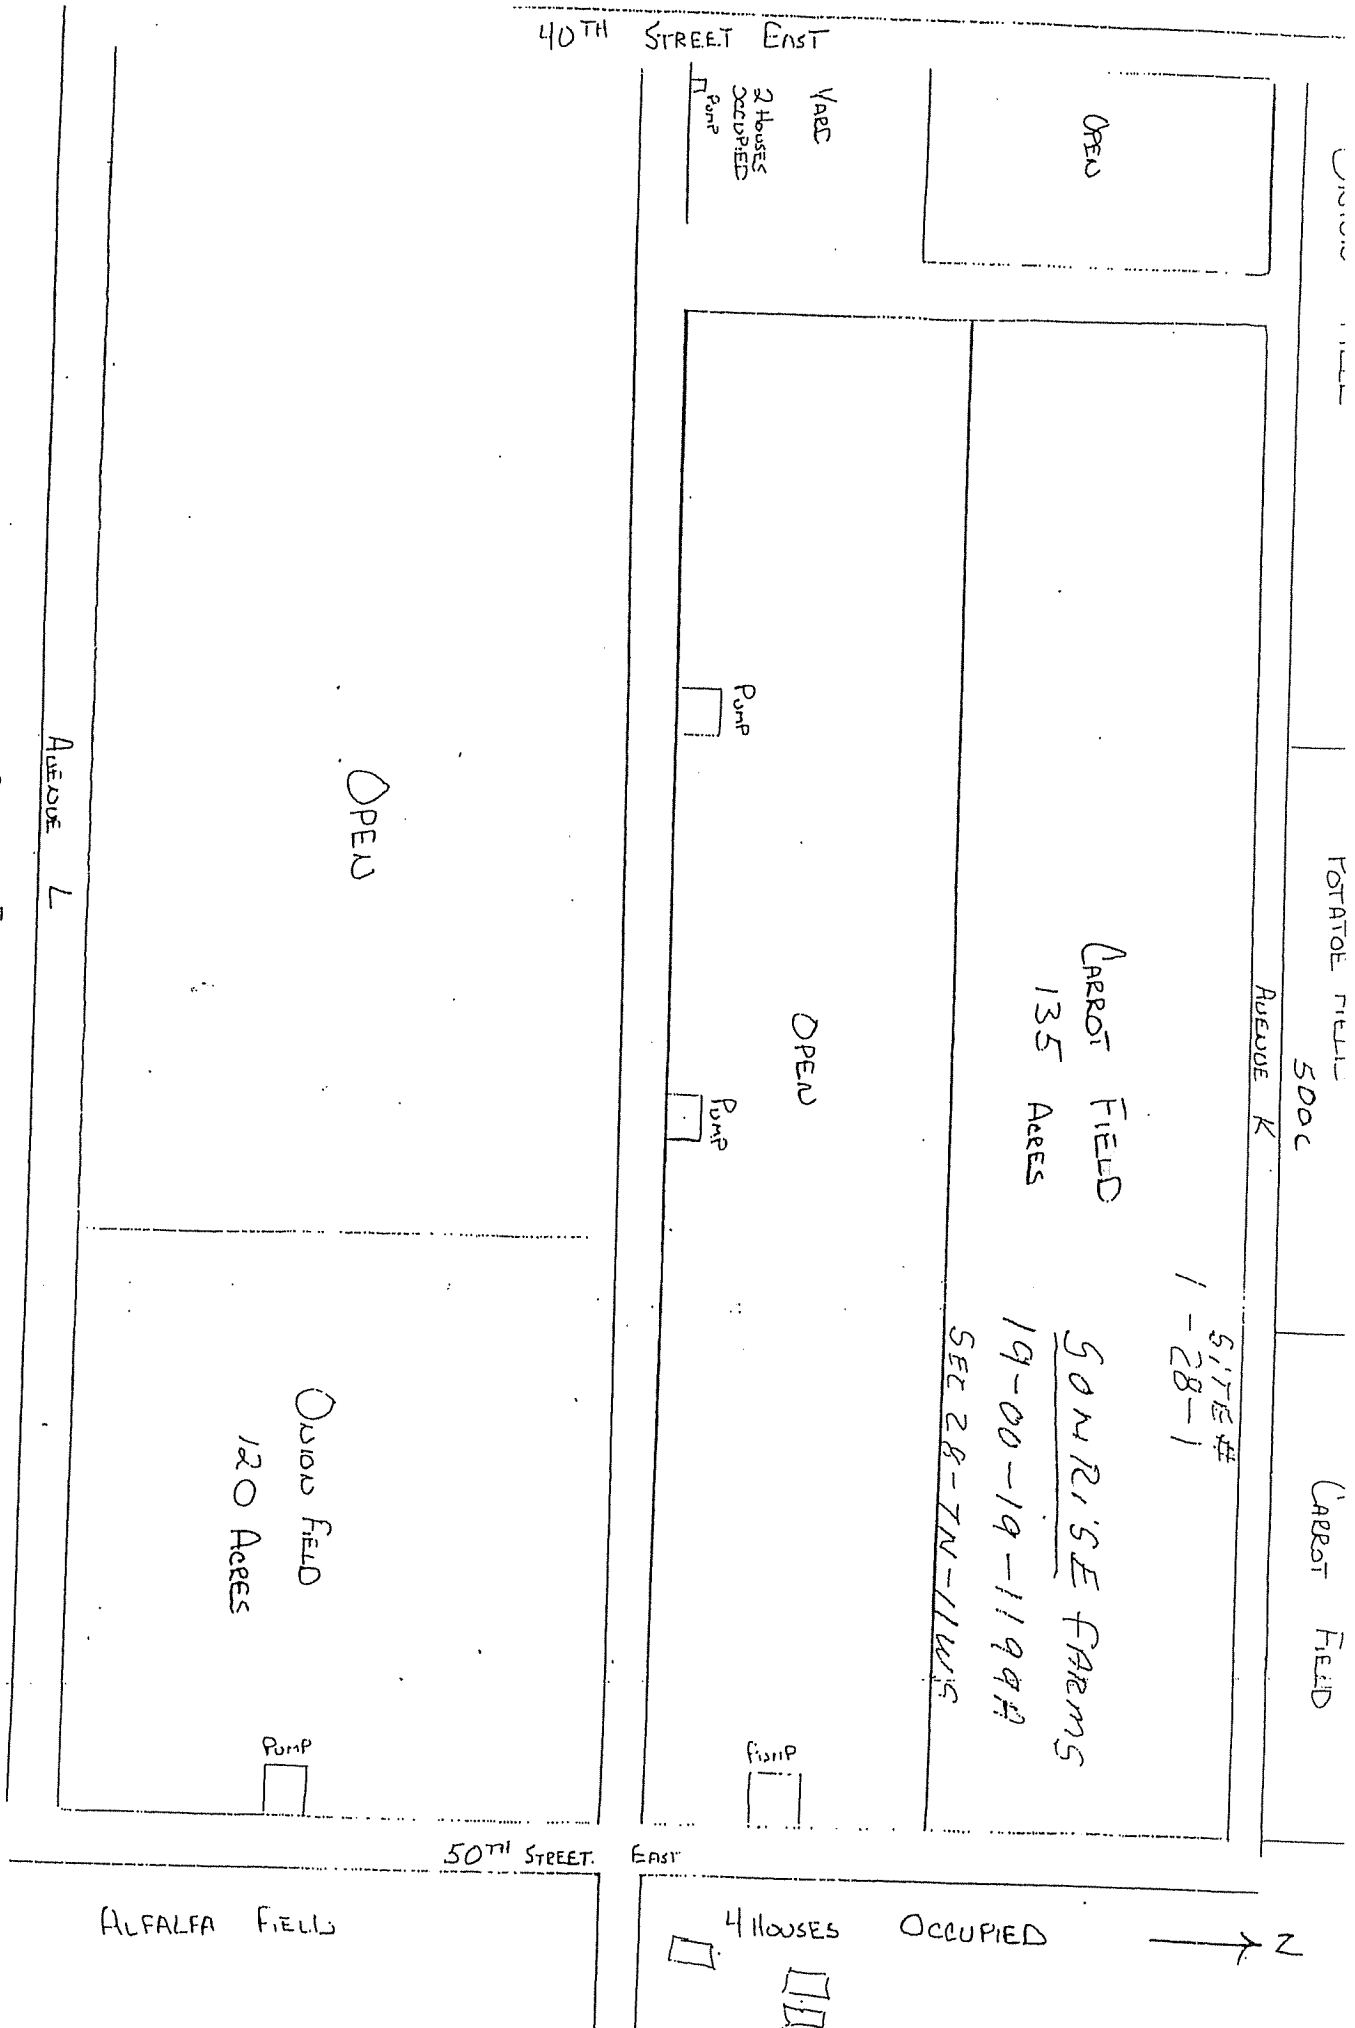 40TH STREET EAST
YARD
2 HOUSES
OCCUPIED
PUMP
OPEN
PUMP
PUMP
OPEN
OPEN
AVENUE L
AVENUE K
POTATOE FIELD
500C
CARROT FIELD
135 ACRES
SITE #
1-28-1
SONRISE FARMS
19-00-19-1199A
SEC 28-7N-11WS
CARROT FIELD
ONION FIELD
120 ACRES
PUMP
PUMP
50TH STREET. EAST
ALFALFA FIELD
4 HOUSES OCCUPIED